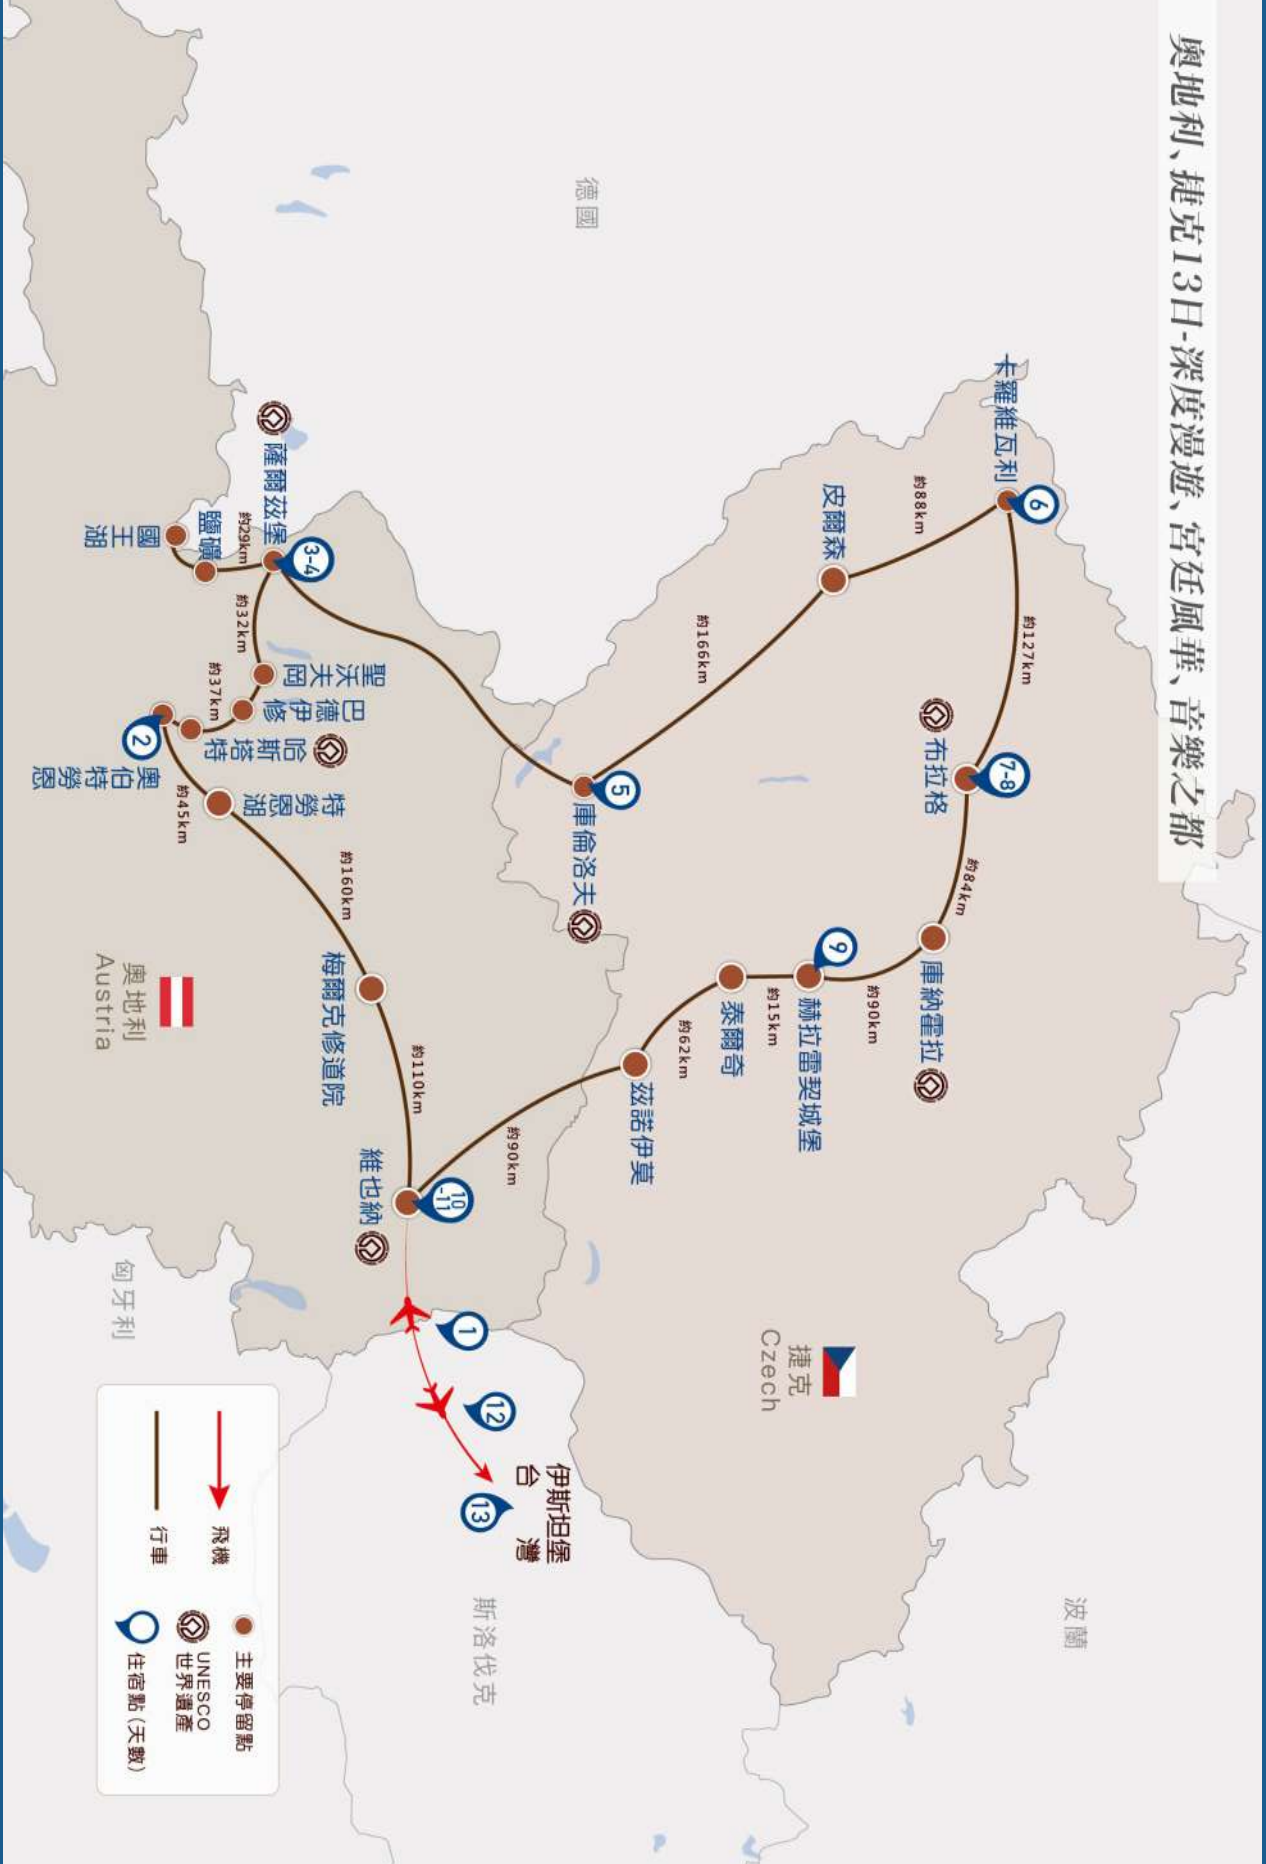 奧地利、捷克13日-深度漫遊、宮廷風華、音樂之都
德國
波蘭
卡羅維瓦利
6
約88km
約127km
皮爾森
約166km
布拉格
7-8
約84km
庫納霍拉
約90km
9
赫拉雷契城堡
約15km
泰爾奇
約62km
茲諾伊莫
約90km
5
庫倫洛夫
捷克
Czech
薩爾茲堡
3-4
約29km
鹽礦
國王湖
約32km
聖沃夫岡
巴德伊修
約37km
哈斯塔特
2
奧伯特勞恩
約45km
特勞恩湖
約160km
梅爾克修道院
約110km
維也納
10
-11
1
12
13
伊斯坦堡
台 灣
奧地利
Austria
匈牙利
斯洛伐克
飛機
行車
主要停留點
UNESCO
世界遺產
住宿點(天數)